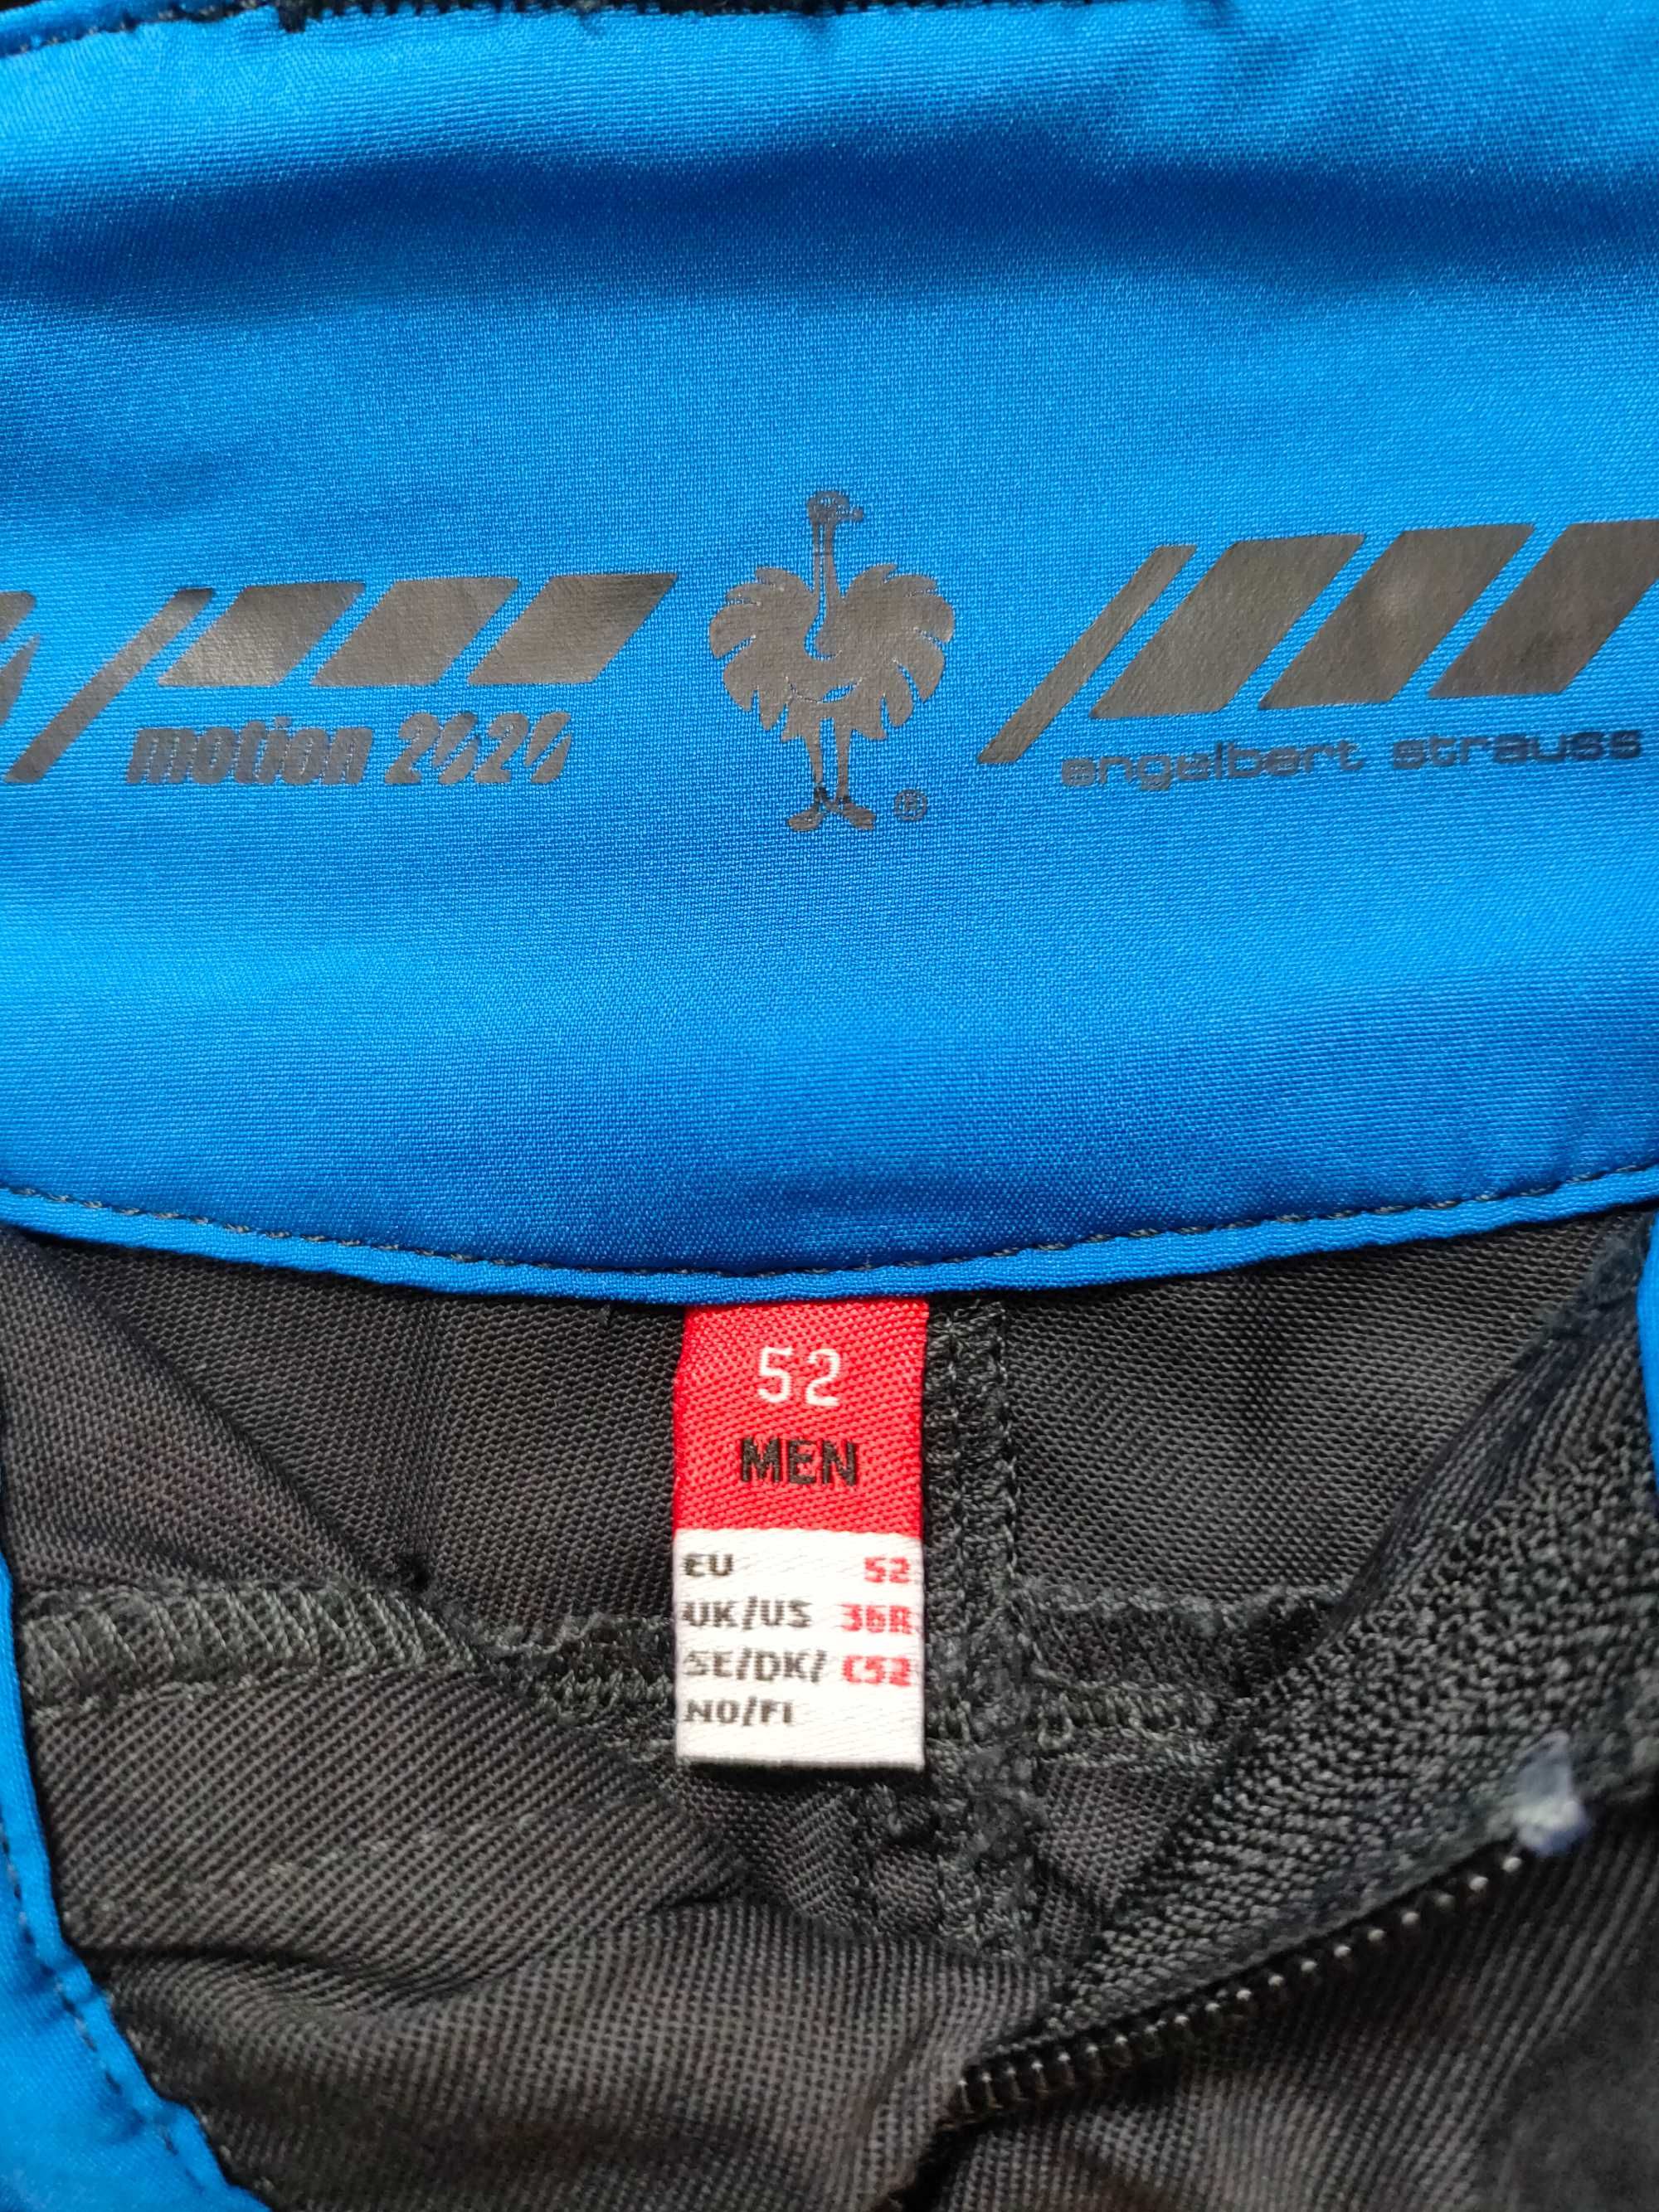 motion 2020
®
engelbert strauss
52
MEN
EU 52
UK/US 36R
SE/DK/ C52
NO/FI